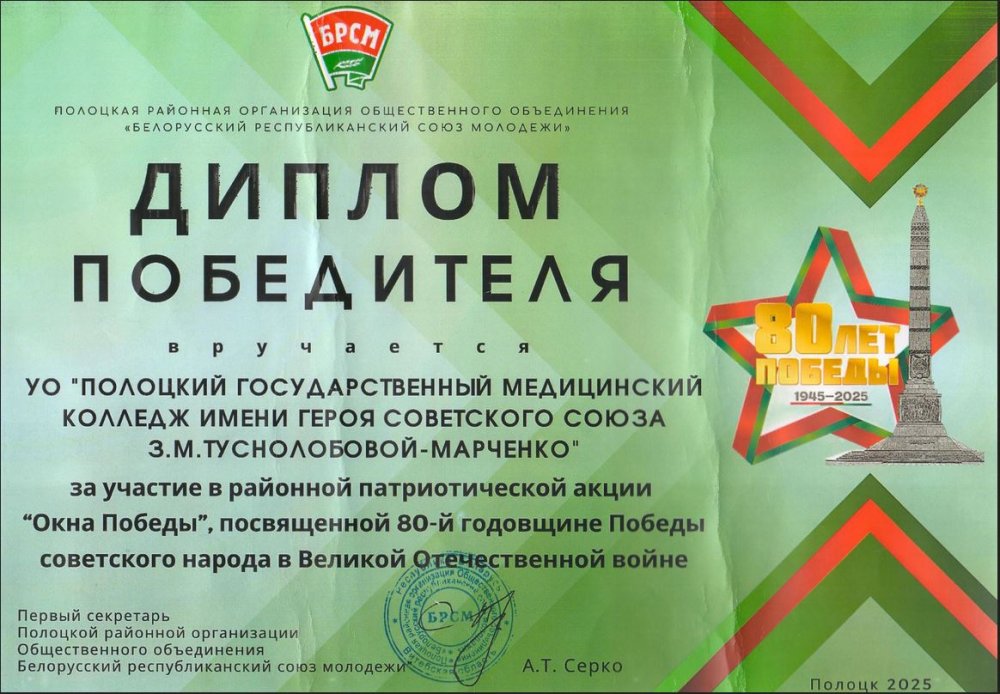 БРСМ
ПОЛОЦКАЯ РАЙОННАЯ ОРГАНИЗАЦИЯ ОБЩЕСТВЕННОГО ОБЪЕДИНЕНИЯ
«БЕЛОРУССКИЙ РЕСПУБЛИКАНСКИЙ СОЮЗ МОЛОДЕЖИ»
ДИПЛОМ
ПОБЕДИТЕЛЯ
вручается
УО "ПОЛОЦКИЙ ГОСУДАРСТВЕННЫЙ МЕДИЦИНСКИЙ
КОЛЛЕДЖ ИМЕНИ ГЕРОЯ СОВЕТСКОГО СОЮЗА
З.М.ТУСНОЛОБОВОЙ-МАРЧЕНКО"
за участие в районной патриотической акции
“Окна Победы”, посвященной 80-й годовщине Победы
советского народа в Великой Отечественной войне
80 ЛЕТ
ПОБЕДЫ
1945–2025
Первый секретарь
Полоцкой районной организации
Общественного объединения
Белорусский республиканский союз молодежи"
А.Т. Серко
БРСМ
Полоцк 2025